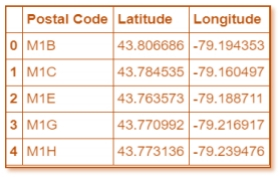 Postal Code Latitude Longitude
0 M1B 43.806686 -79.194353
1 M1C 43.784535 -79.160497
2 M1E 43.763573 -79.188711
3 M1G 43.770992 -79.216917
4 M1H 43.773136 -79.239476